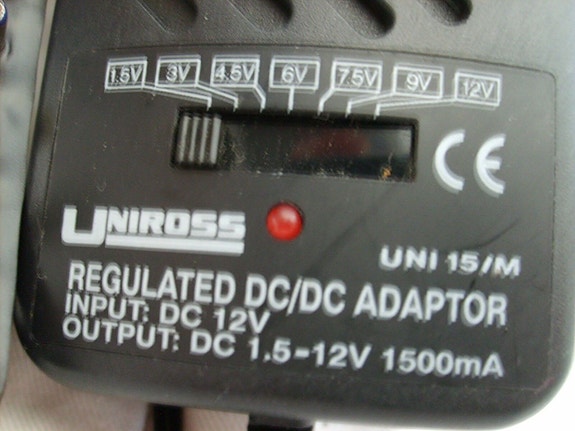 1.5V 3V 4.5V 6V 7.5V 9V 12V
CE
UNIROSS
UNI 15/M
REGULATED DC/DC ADAPTOR
INPUT: DC 12V
OUTPUT: DC 1.5-12V 1500mA